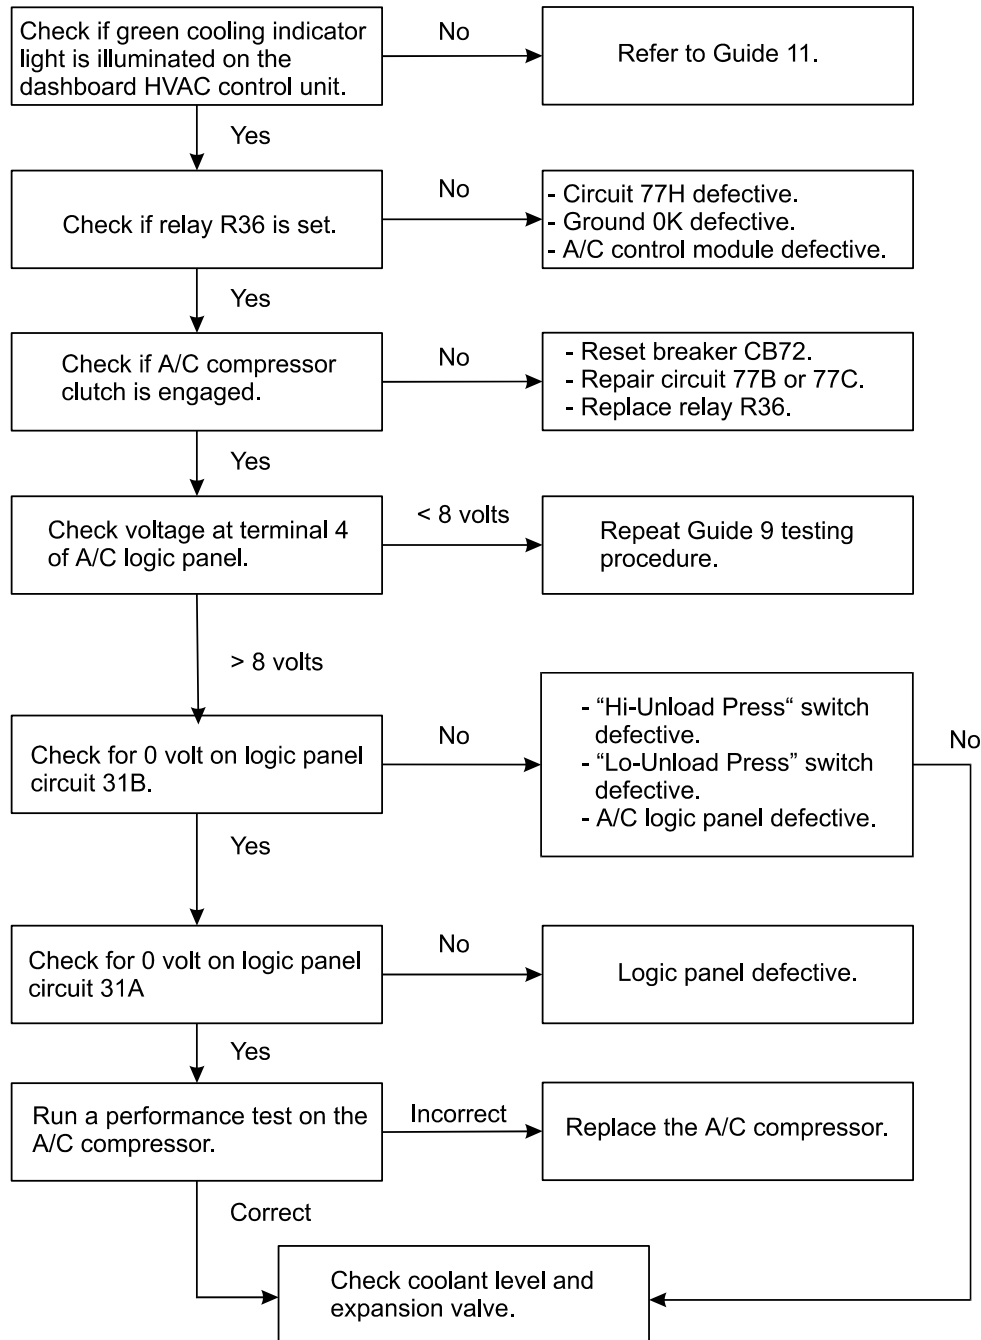 Check if green cooling indicator
light is illuminated on the
dashboard HVAC control unit.
No
Refer to Guide 11.
Yes
Check if relay R36 is set.
No
- Circuit 77H defective.
- Ground 0K defective.
- A/C control module defective.
Yes
Check if A/C compressor
clutch is engaged.
No
- Reset breaker CB72.
- Repair circuit 77B or 77C.
- Replace relay R36.
Yes
Check voltage at terminal 4
of A/C logic panel.
< 8 volts
Repeat Guide 9 testing
procedure.
> 8 volts
Check for 0 volt on logic panel
circuit 31B.
No
- “Hi-Unload Press“ switch
defective.
- “Lo-Unload Press” switch
defective.
- A/C logic panel defective.
No
Yes
Check for 0 volt on logic panel
circuit 31A
No
Logic panel defective.
Yes
Run a performance test on the
A/C compressor.
Incorrect
Replace the A/C compressor.
Correct
Check coolant level and
expansion valve.